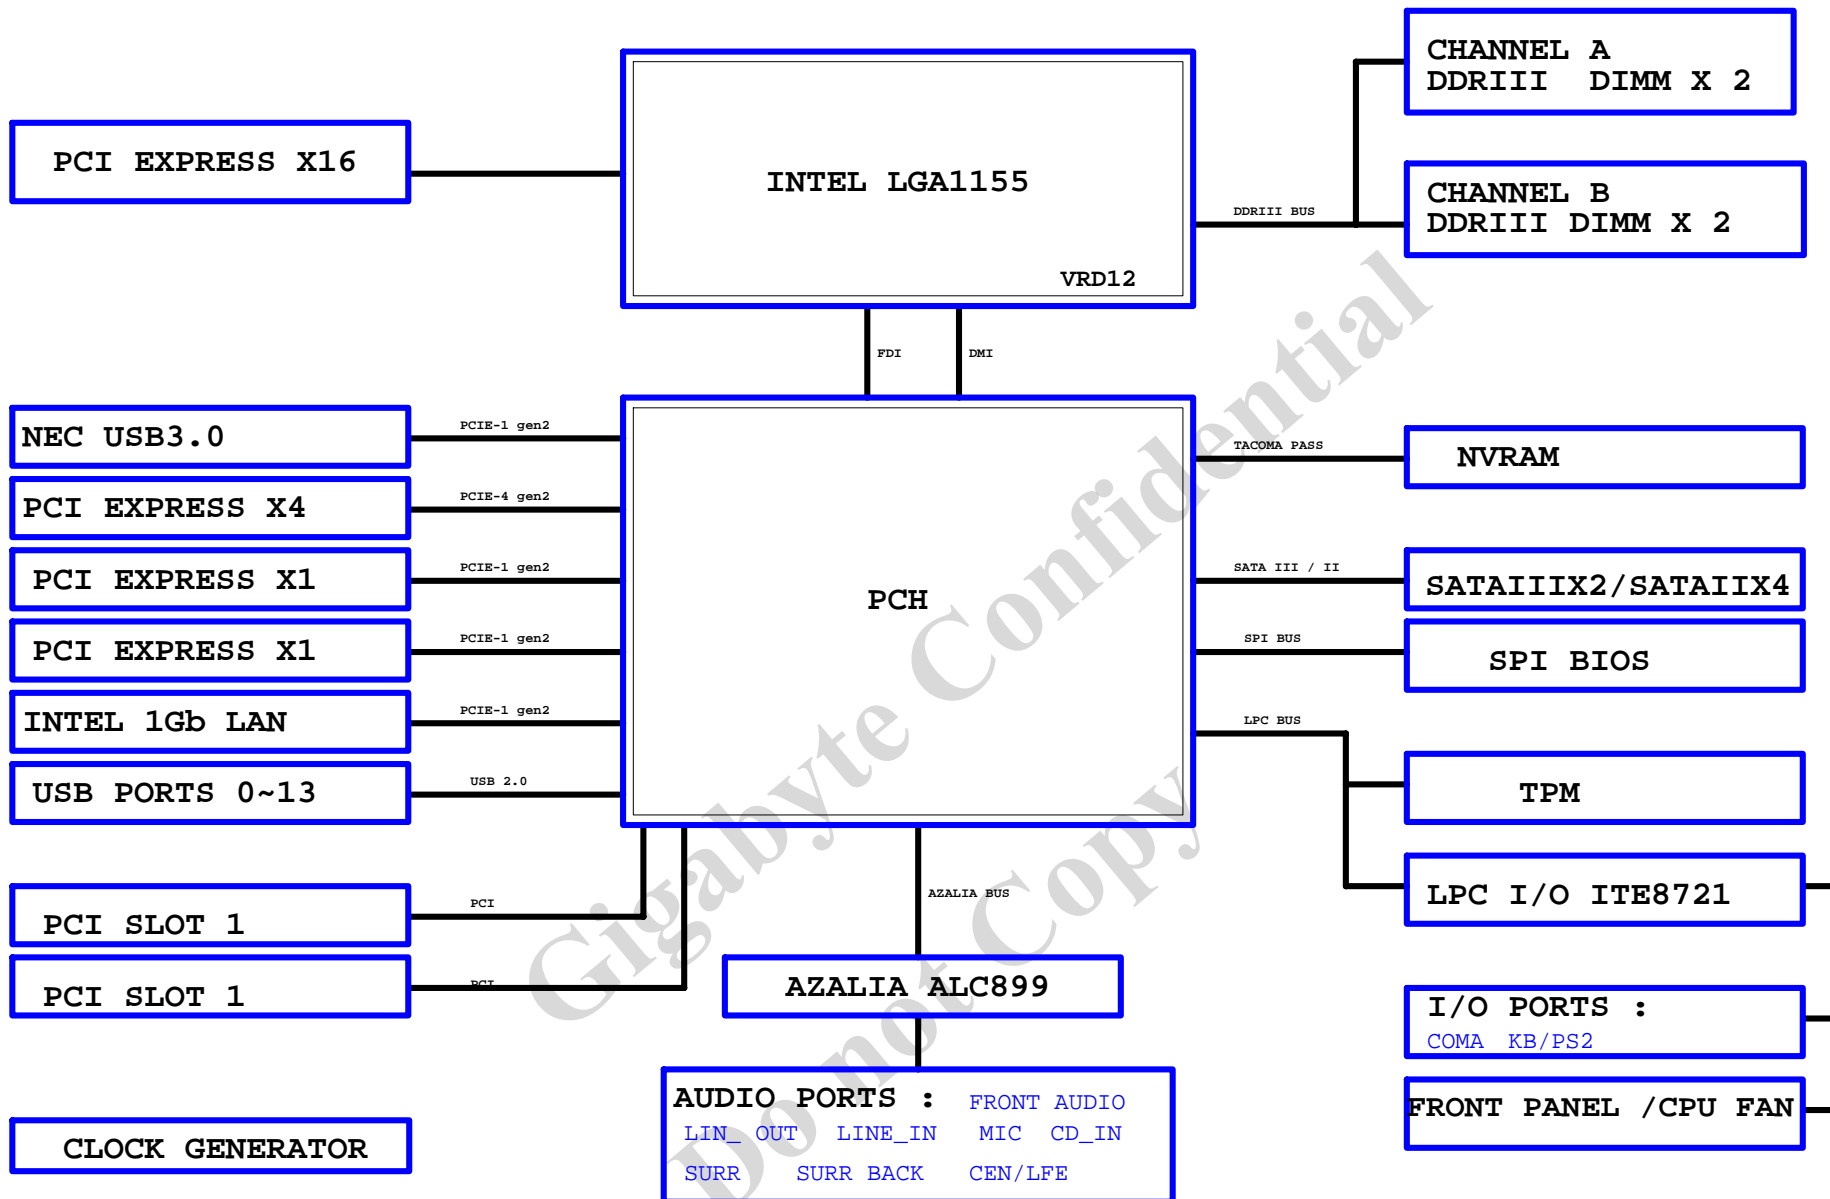 CHANNEL A
DDRIII DIMM X 2
PCI EXPRESS X16
INTEL LGA1155
VRD12
DDRIII BUS
CHANNEL B
DDRIII DIMM X 2
FDI
DMI
NEC USB3.0
PCIE-1 gen2
PCI EXPRESS X4
PCIE-4 gen2
PCI EXPRESS X1
PCIE-1 gen2
PCI EXPRESS X1
PCIE-1 gen2
INTEL 1Gb LAN
PCIE-1 gen2
USB PORTS 0~13
USB 2.0
PCH
TACOMA PASS
NVRAM
SATA III / II
SATAIIIX2/SATAIIX4
SPI BUS
SPI BIOS
LPC BUS
TPM
LPC I/O ITE8721
PCI SLOT 1
PCI
PCI SLOT 1
PCI
AZALIA BUS
AZALIA ALC899
I/O PORTS :
COMA KB/PS2
FRONT PANEL /CPU FAN
CLOCK GENERATOR
AUDIO PORTS : FRONT AUDIO
LIN_ OUT LINE_IN MIC CD_IN
SURR SURR BACK CEN/LFE
Gigabyte Confidential
Do not Copy